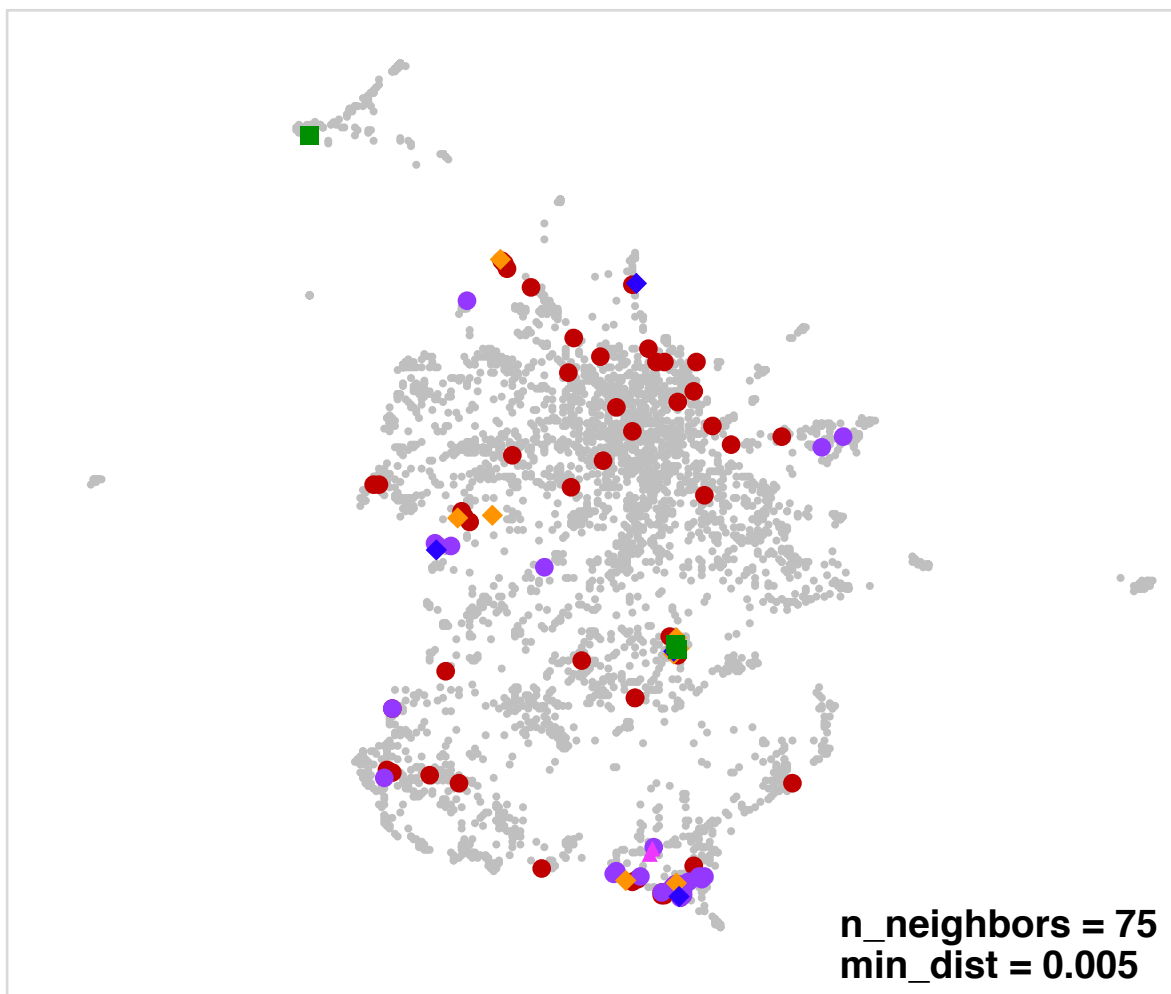 n_neighbors = 75
min_dist = 0.005